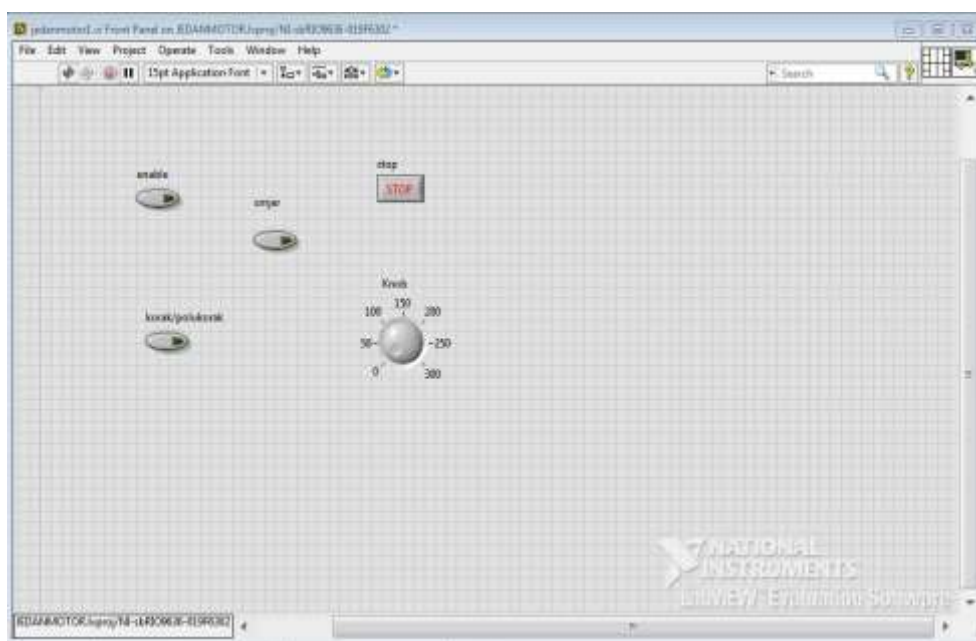 File Edit View Project Operate Tools Window Help
15pt Application Font
Search
stop
enable
STOP
smjer
Knob
150
100 200
korak/polukorak
50 250
0 300
NATIONAL
INSTRUMENTS
LabVIEW Evaluation Software